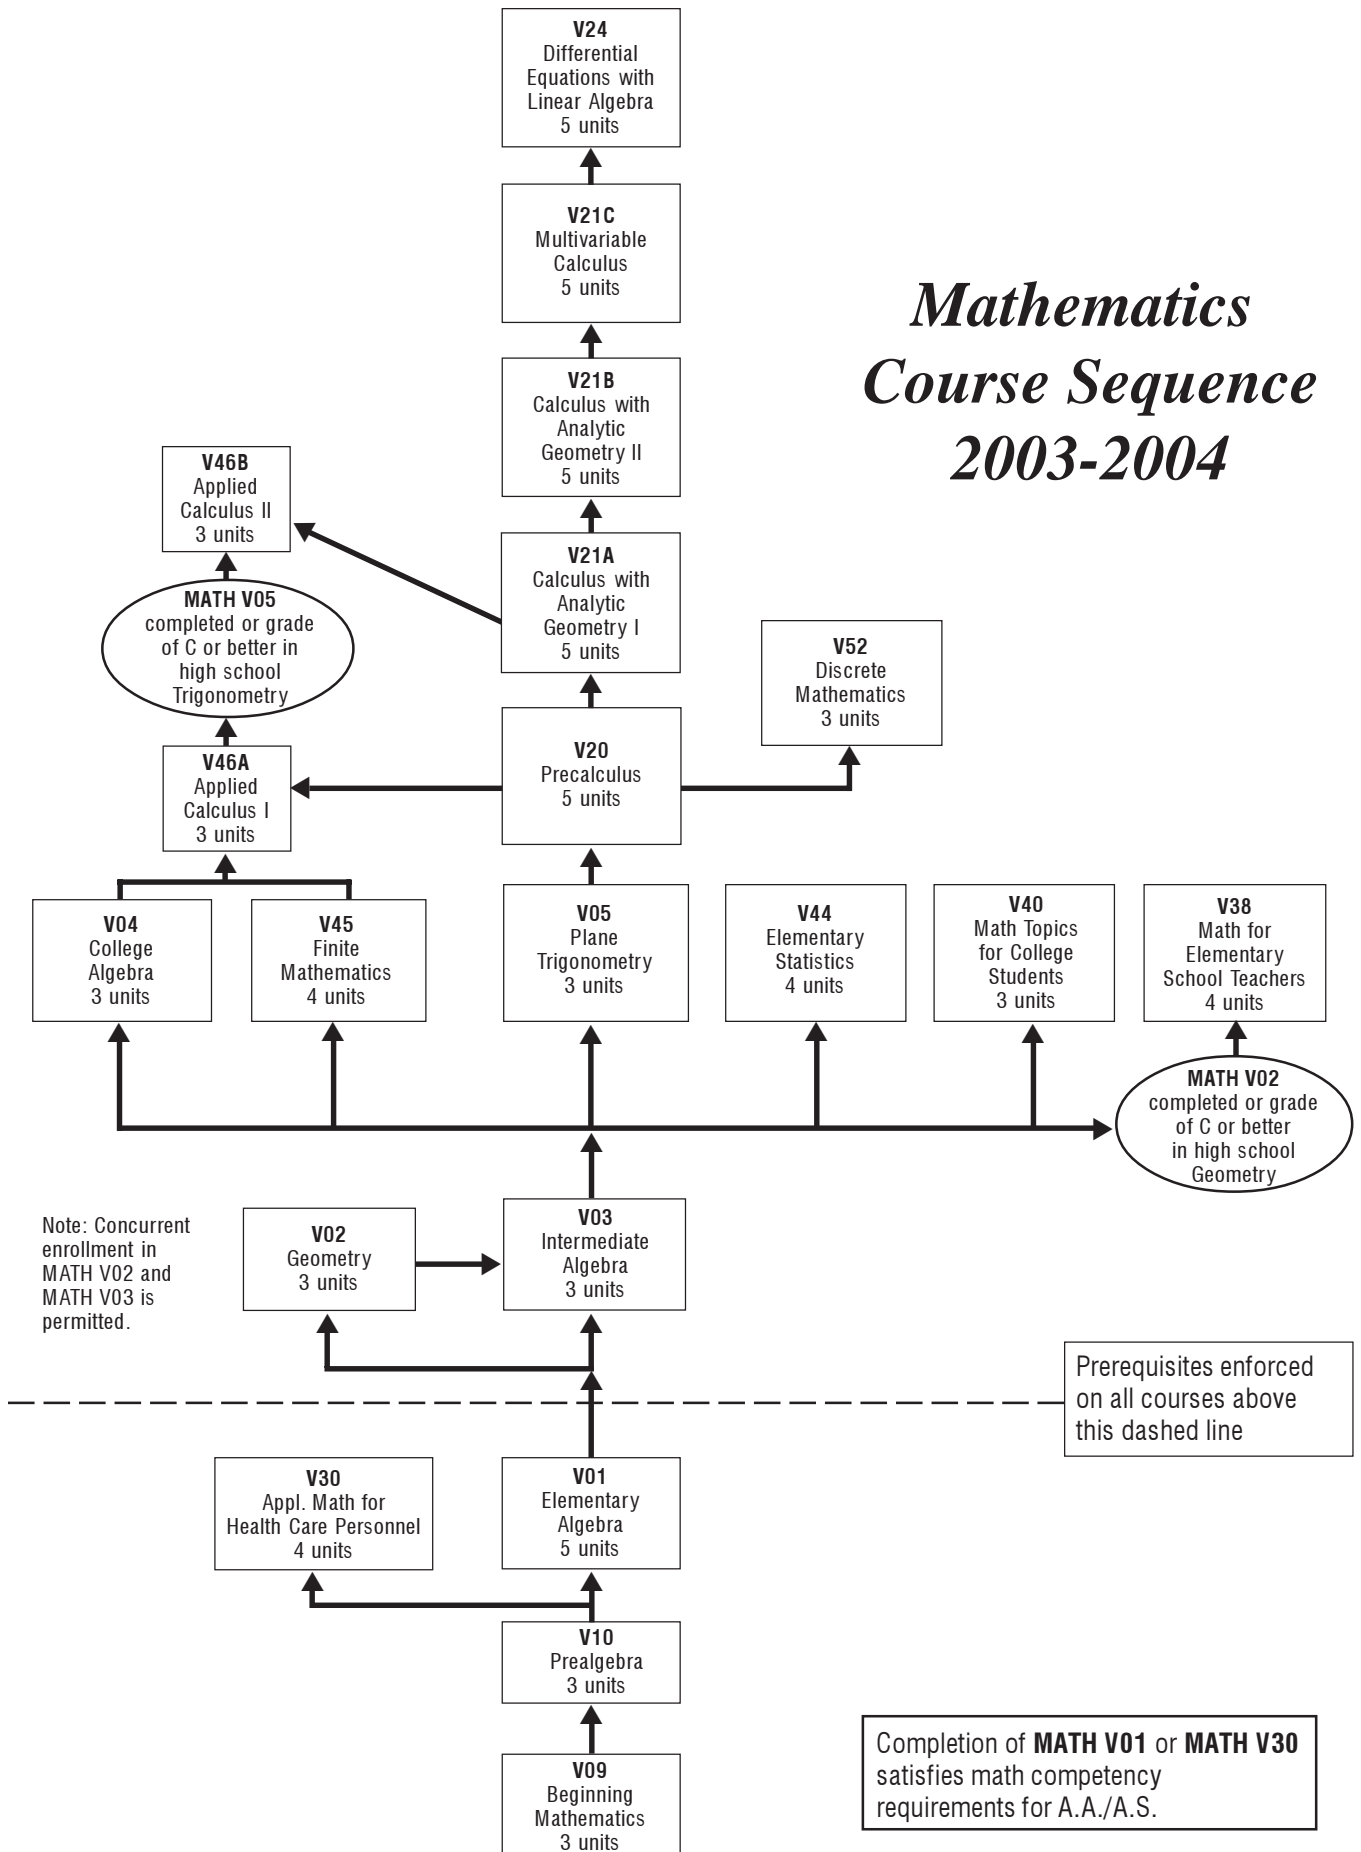 V24
Differential
Equations with
Linear Algebra
5 units
V21C
Multivariable
Calculus
5 units
Mathematics
Course Sequence
2003-2004
V21B
Calculus with
Analytic
Geometry II
5 units
V46B
Applied
Calculus II
3 units
V21A
Calculus with
Analytic
Geometry I
5 units
MATH V05
completed or grade
of C or better in
high school
Trigonometry
V52
Discrete
Mathematics
3 units
V46A
Applied
Calculus I
3 units
V20
Precalculus
5 units
V04
College
Algebra
3 units
V45
Finite
Mathematics
4 units
V05
Plane
Trigonometry
3 units
V44
Elementary
Statistics
4 units
V40
Math Topics
for College
Students
3 units
V38
Math for
Elementary
School Teachers
4 units
MATH V02
completed or grade
of C or better
in high school
Geometry
Note: Concurrent
enrollment in
MATH V02 and
MATH V03 is
permitted.
V02
Geometry
3 units
V03
Intermediate
Algebra
3 units
Prerequisites enforced
on all courses above
this dashed line
V30
Appl. Math for
Health Care Personnel
4 units
V01
Elementary
Algebra
5 units
V10
Prealgebra
3 units
V09
Beginning
Mathematics
3 units
Completion of MATH V01 or MATH V30
satisfies math competency
requirements for A.A./A.S.